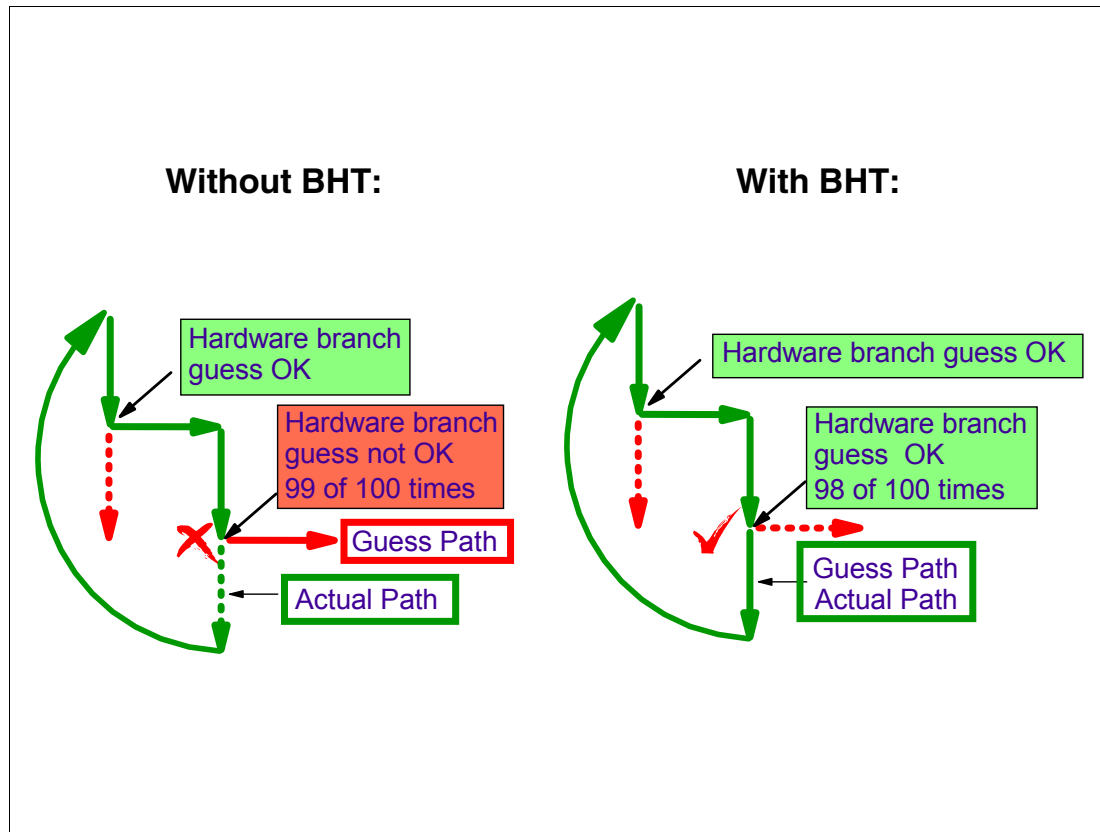 Without BHT:
Hardware branch
guess OK
Hardware branch
guess not OK
99 of 100 times
Guess Path
Actual Path
With BHT:
Hardware branch guess OK
Hardware branch
guess  OK
98 of 100 times
Guess Path
Actual Path